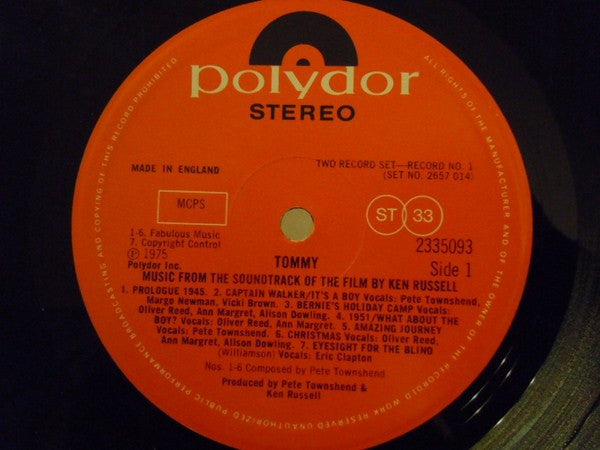 polydor
STEREO
MADE IN ENGLAND
TWO RECORD SET—RECORD NO. 1
(SET NO. 2657 014)
MCPS
ST 33
1-6. Fabulous Music
7. Copyright Control
℗ 1975
Polydor Inc.
2335093
Side 1
TOMMY
MUSIC FROM THE SOUNDTRACK OF THE FILM BY KEN RUSSELL
1. PROLOGUE 1945. 2. CAPTAIN WALKER/IT'S A BOY Vocals: Pete Townshend,
Margo Newman, Vicki Brown. 3. BERNIE'S HOLIDAY CAMP Vocals:
Oliver Reed, Ann Margret, Alison Dowling. 4. 1951/WHAT ABOUT THE
BOY? Vocals: Oliver Reed, Ann Margret. 5. AMAZING JOURNEY
Vocals: Pete Townshend. 6. CHRISTMAS Vocals: Oliver Reed,
Ann Margret, Alison Dowling. 7. EYESIGHT FOR THE BLIND
(Williamson) Vocals: Eric Clapton
Nos. 1-6 Composed by Pete Townshend
Produced by Pete Townshend &
Ken Russell
ALL RIGHTS OF THE MANUFACTURER AND OF THE OWNER OF THE RECORDED WORK RESERVED UNAUTHORIZED PUBLIC PERFORMANCE BROADCASTING AND COPYING OF THIS RECORD PROHIBITED